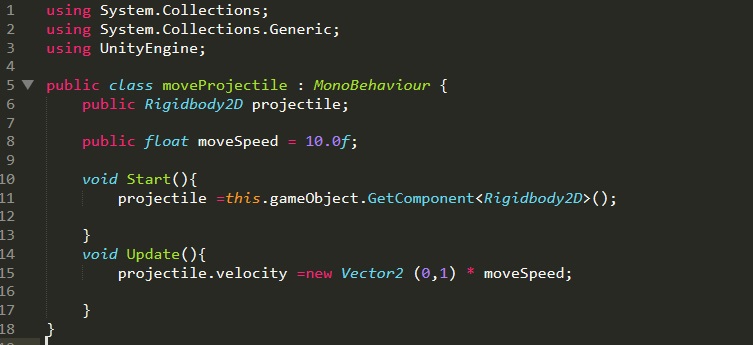 1 using System.Collections;
2 using System.Collections.Generic;
3 using UnityEngine;
4
5 public class moveProjectile : MonoBehaviour {
6 public Rigidbody2D projectile;
7
8 public float moveSpeed = 10.0f;
9
10 void Start(){
11 projectile =this.gameObject.GetComponent<Rigidbody2D>();
12
13 }
14 void Update(){
15 projectile.velocity =new Vector2 (0,1) * moveSpeed;
16
17 }
18 }